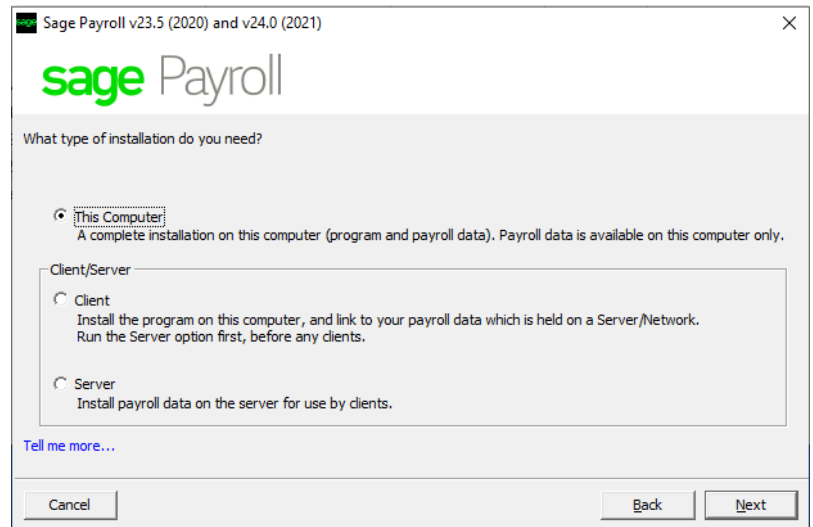 sage Sage Payroll v23.5 (2020) and v24.0 (2021)
sage Payroll
What type of installation do you need?
This Computer
A complete installation on this computer (program and payroll data). Payroll data is available on this computer only.
Client/Server
Client
Install the program on this computer, and link to your payroll data which is held on a Server/Network.
Run the Server option first, before any clients.
Server
Install payroll data on the server for use by clients.
Tell me more...
Cancel Back Next